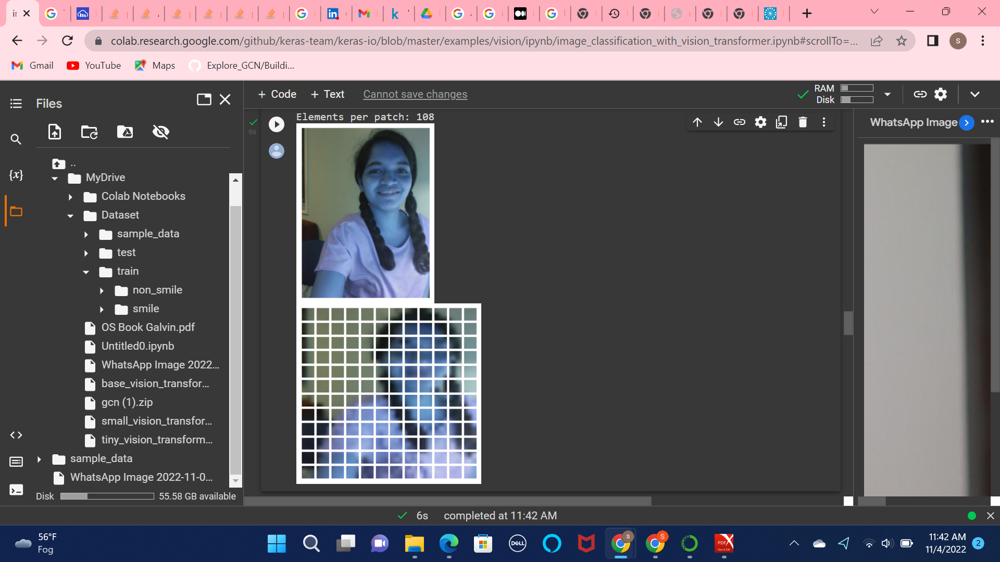 colab.research.google.com/github/keras-team/keras-io/blob/master/examples/vision/ipynb/image_classification_with_vision_transformer.ipynb#scrollTo=...
s
Gmail
YouTube
Maps
Explore_GCN/Buildi...
Files
+ Code
+ Text
Cannot save changes
RAM
Disk
Elements per patch: 108
6s
WhatsApp Image
{x}
..
MyDrive
Colab Notebooks
Dataset
sample_data
test
train
non_smile
smile
OS Book Galvin.pdf
Untitled0.ipynb
WhatsApp Image 2022...
base_vision_transfor...
gcn (1).zip
small_vision_transfor...
tiny_vision_transform...
sample_data
WhatsApp Image 2022-11-0...
Disk
55.58 GB available
6s completed at 11:42 AM
56°F
Fog
DELL
s
S
PDF
View & Edit
11:42 AM
11/4/2022
2